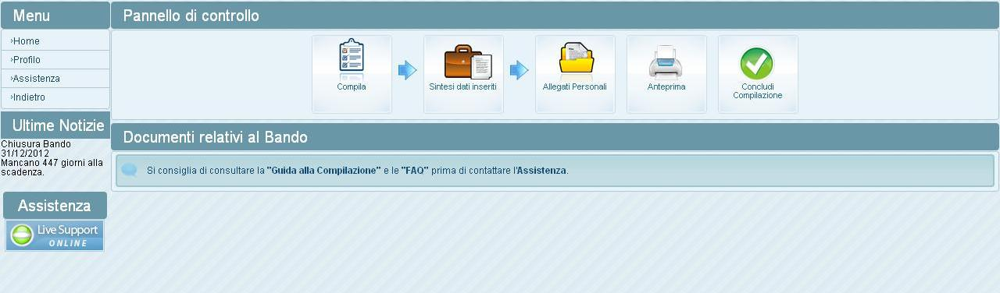 Menu
›Home
›Profilo
›Assistenza
›Indietro
Ultime Notizie
Chiusura Bando
31/12/2012
Mancano 447 giorni alla
scadenza.
Assistenza
Live Support
ONLINE
Pannello di controllo
Compila
Sintesi dati inseriti
Allegati Personali
Anteprima
Concludi
Compilazione
Documenti relativi al Bando
Si consiglia di consultare la "Guida alla Compilazione" e le "FAQ" prima di contattare l'Assistenza.